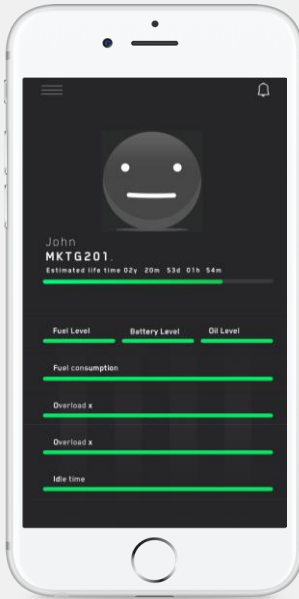 John
MKTG201.
Estimated life time 02y 20m 53d 01h 54m
Fuel Level Battery Level Oil Level
Fuel consumption
Overload x
Overload x
Idle time